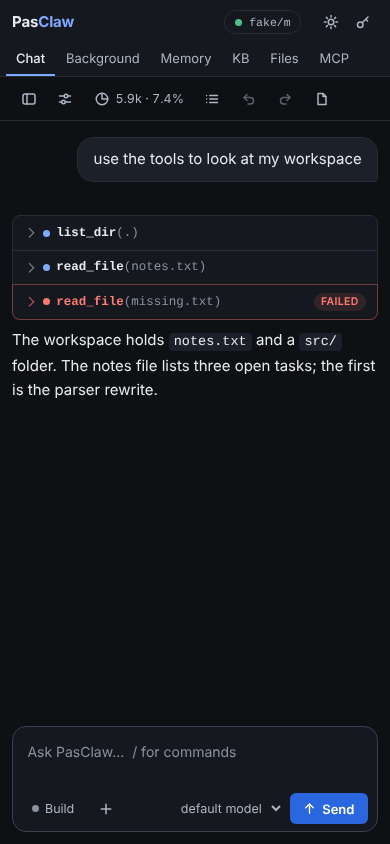 PasClaw
fake/m
Chat Background Memory KB Files MCP
5.9k · 7.4%
use the tools to look at my workspace
list_dir(.)
read_file(notes.txt)
read_file(missing.txt) FAILED
The workspace holds notes.txt and a src/
folder. The notes file lists three open tasks; the first
is the parser rewrite.
Ask PasClaw... / for commands
Build + default model Send